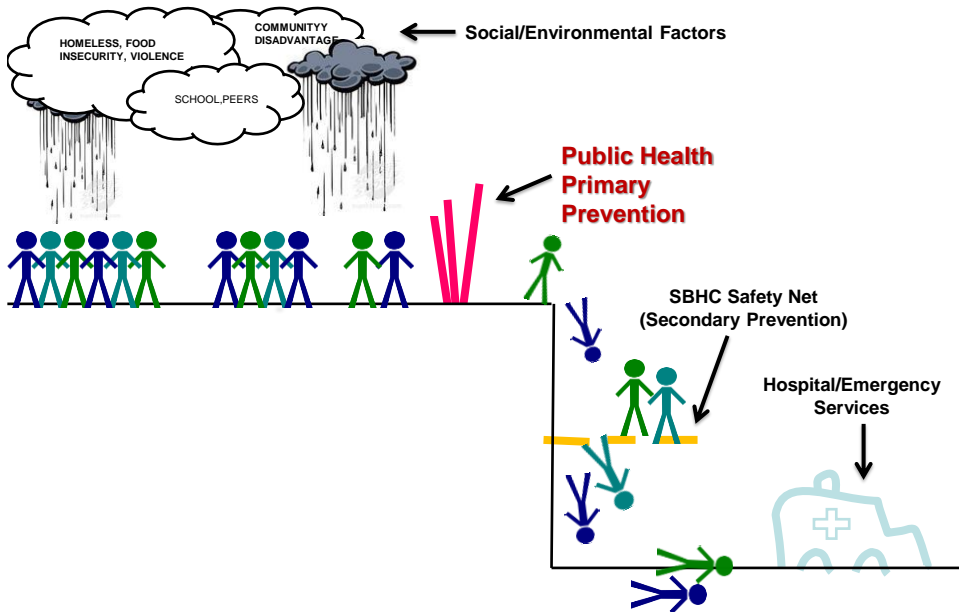 COMMUNITYY
DISADVANTAGE
Social/Environmental Factors
HOMELESS, FOOD
INSECURITY, VIOLENCE
SCHOOL,PEERS
Public Health
Primary
Prevention
SBHC Safety Net
(Secondary Prevention)
Hospital/Emergency
Services